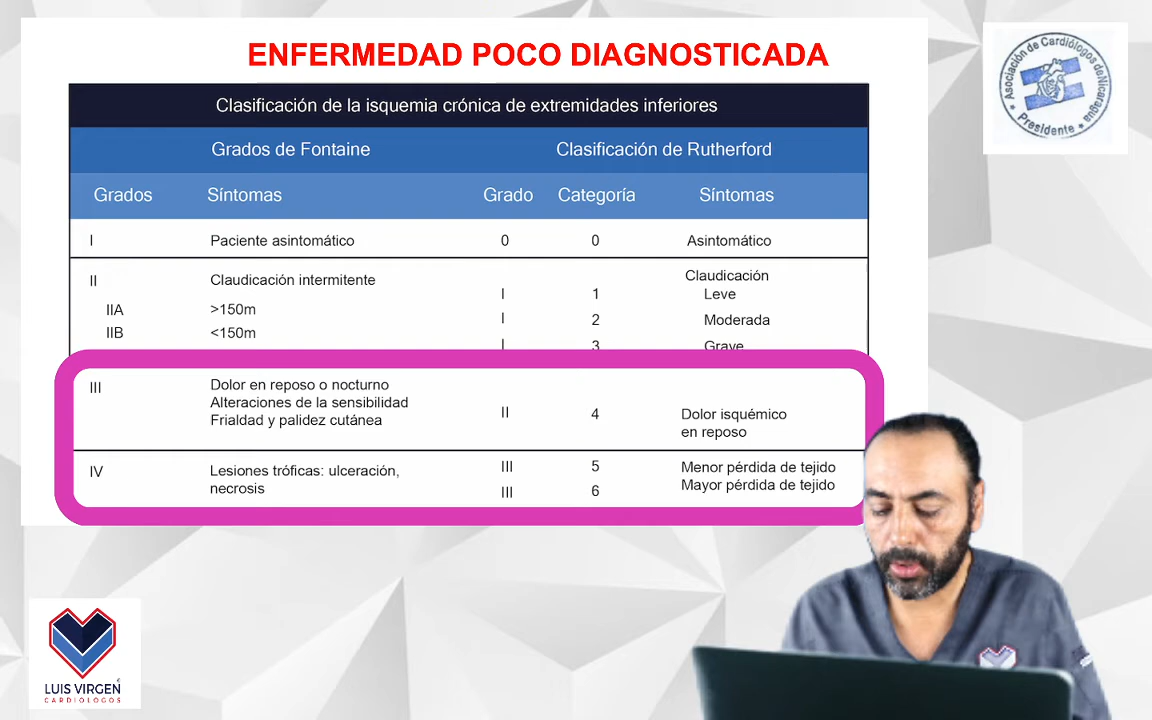 ENFERMEDAD POCO DIAGNOSTICADA
Clasificación de la isquemia crónica de extremidades inferiores
Grados de Fontaine Clasificación de Rutherford
Grados Síntomas Grado Categoría Síntomas
I Paciente asintomático 0 0 Asintomático
II Claudicación intermitente Claudicación
I 1 Leve
IIA >150m
I 2 Moderada
IIB <150m
I 3 Grave
III Dolor en reposo o nocturno
Alteraciones de la sensibilidad
Frialdad y palidez cutánea
II 4 Dolor isquémico
en reposo
IV Lesiones tróficas: ulceración,
necrosis
III 5 Menor pérdida de tejido
III 6 Mayor pérdida de tejido
Asociación de Cardiólogos de Nicaragua
Presidente
LUIS VIRGEN
CARDIOLOGOS